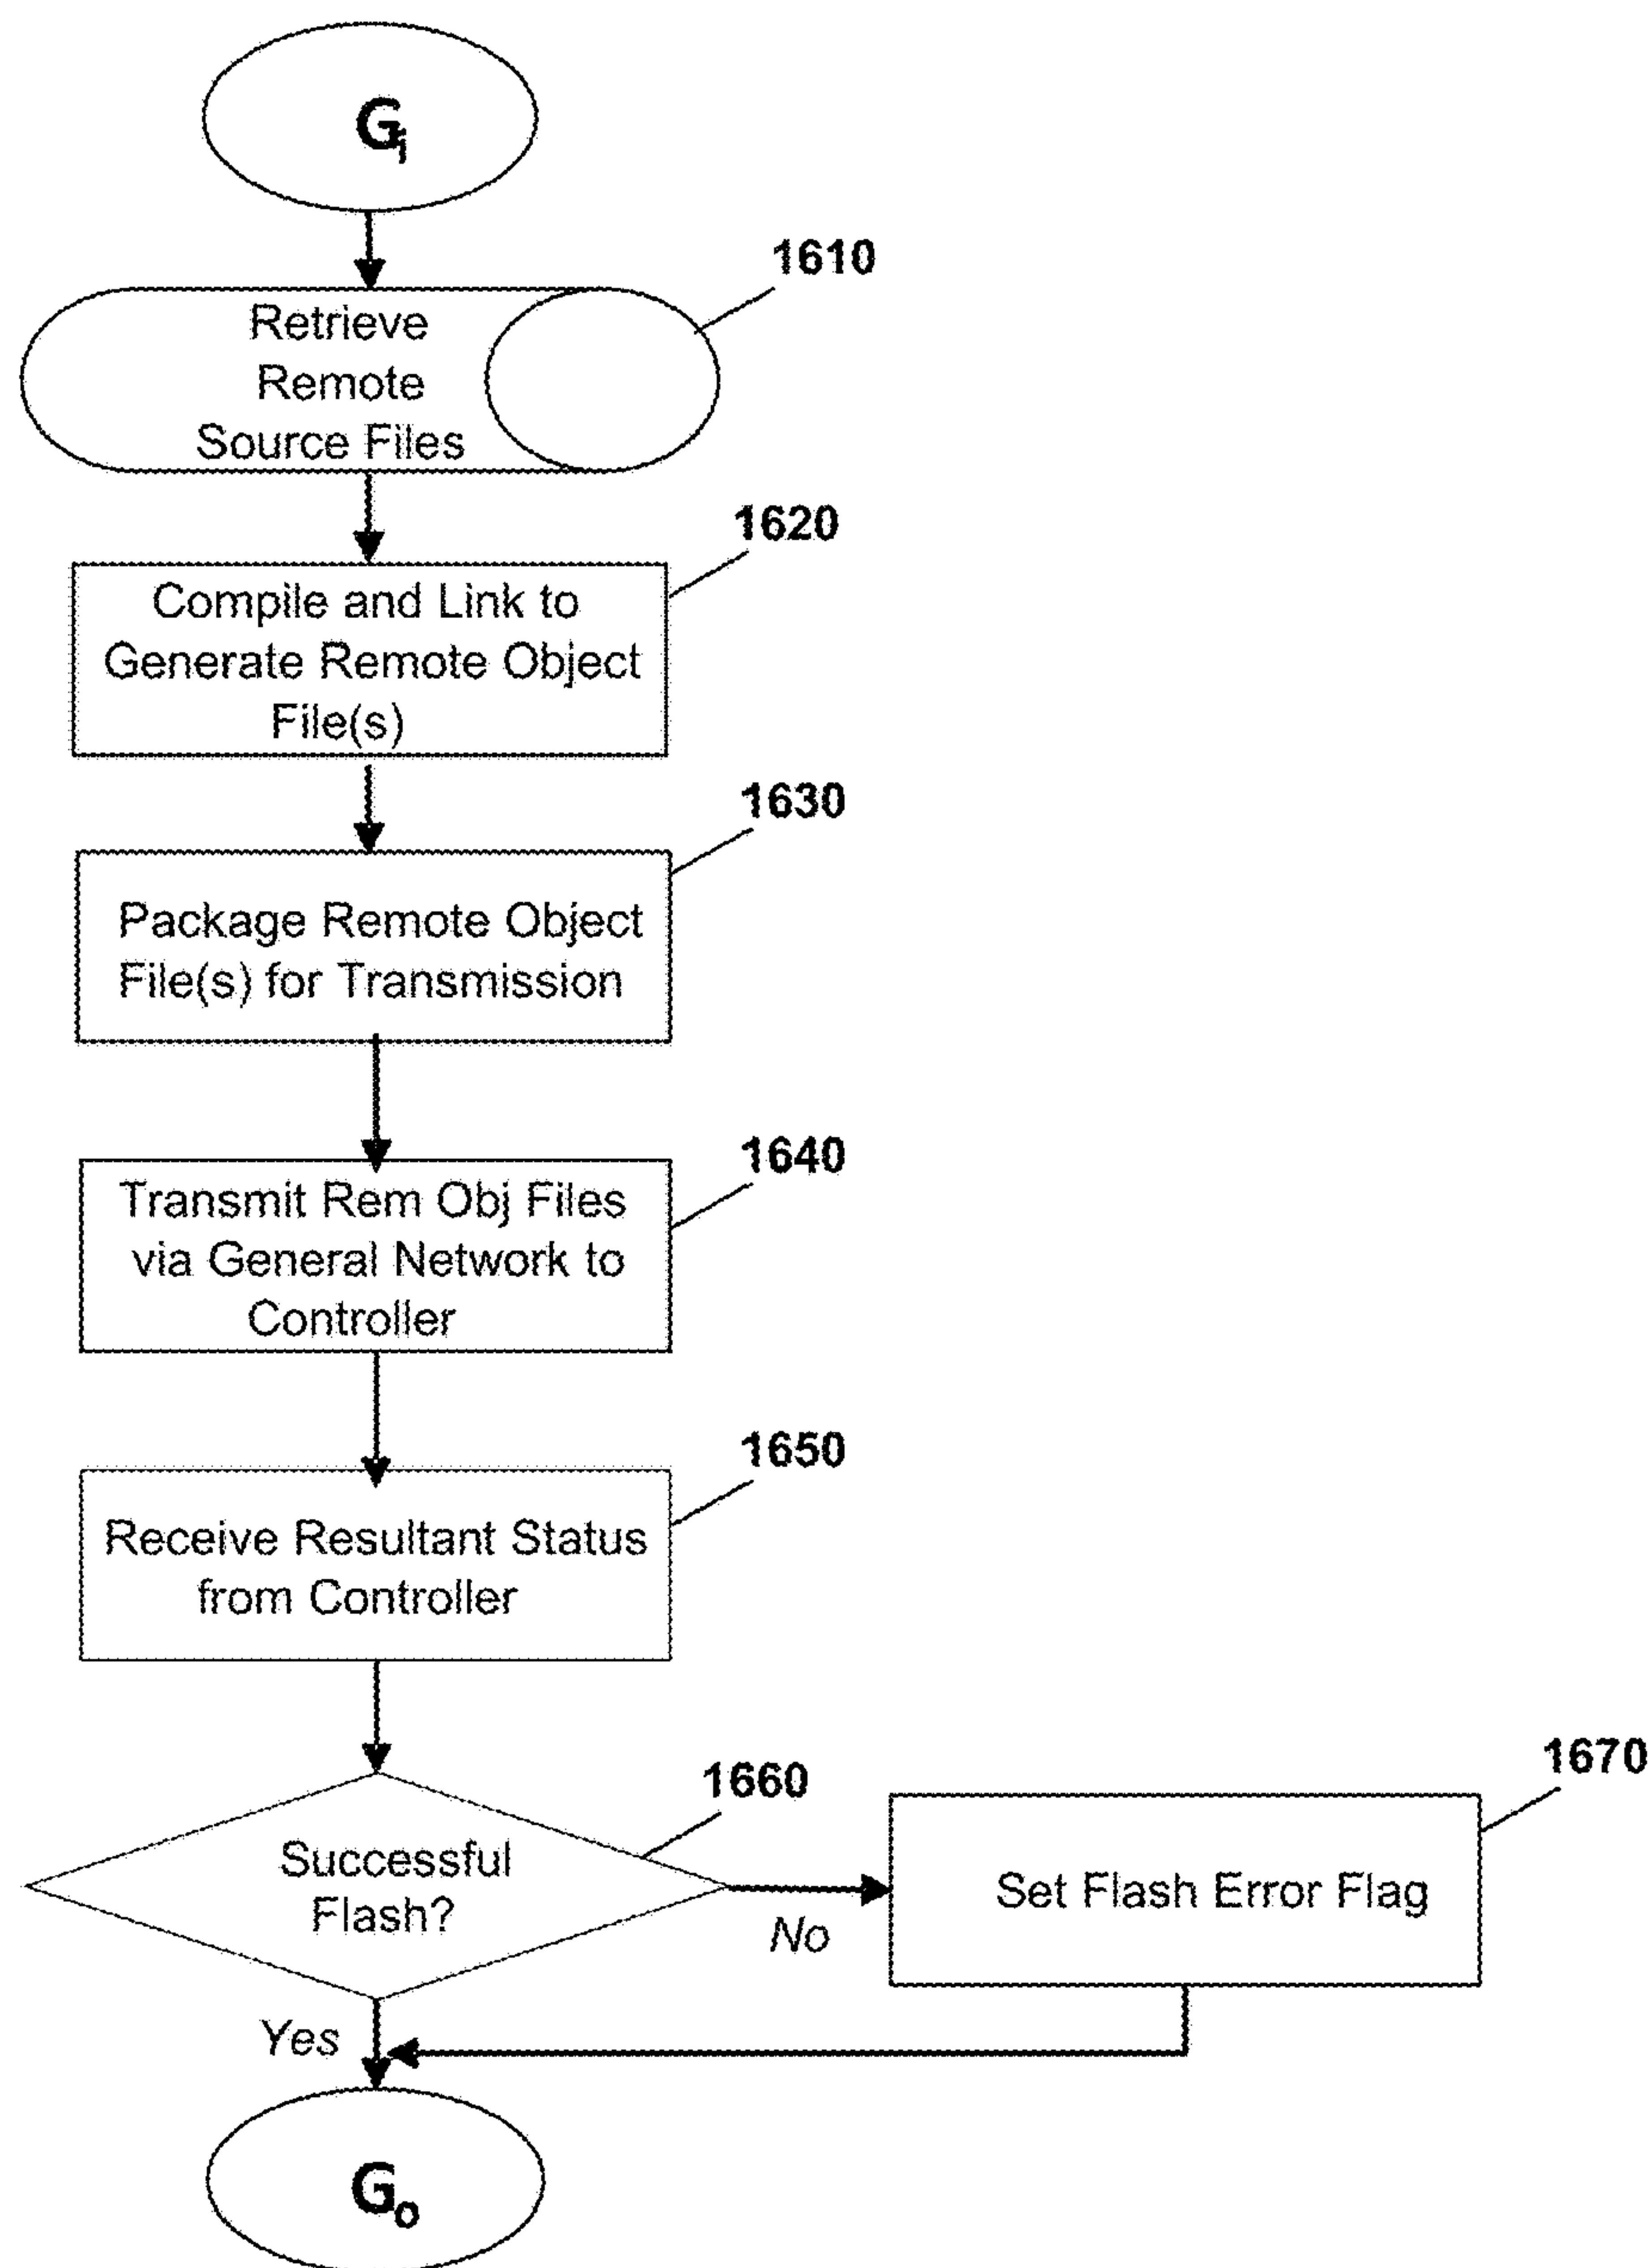 Gi
1610
Retrieve
Remote
Source Files
1620
Compile and Link to
Generate Remote Object
File(s)
1630
Package Remote Object
File(s) for Transmission
1640
Transmit Rem Obj Files
via General Network to
Controller
1650
Receive Resultant Status
from Controller
1660
Successful
Flash?
No
1670
Set Flash Error Flag
Yes
Go